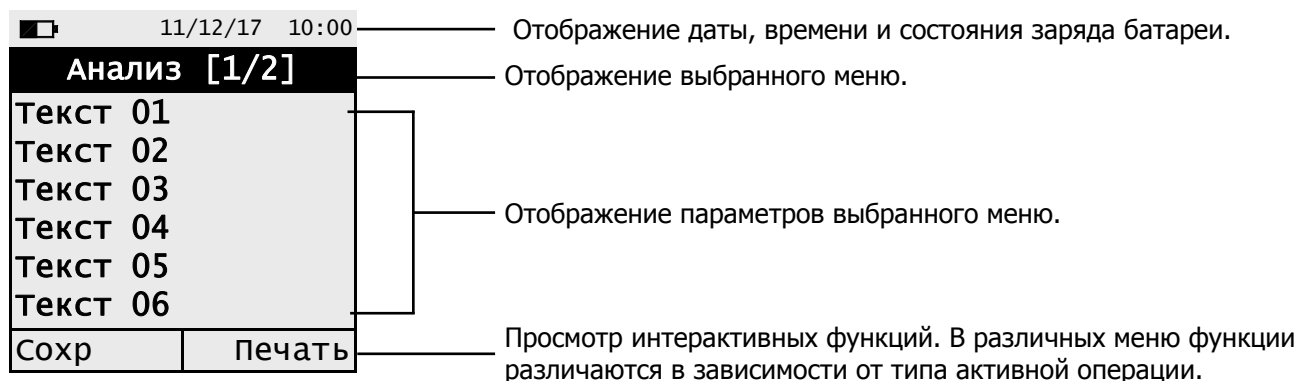 11/12/17 10:00
Отображение даты, времени и состояния заряда батареи.
Анализ [1/2]
Отображение выбранного меню.
Текст 01
Текст 02
Текст 03
Текст 04
Текст 05
Текст 06
Отображение параметров выбранного меню.
Сохр Печать
Просмотр интерактивных функций. В различных меню функции
различаются в зависимости от типа активной операции.